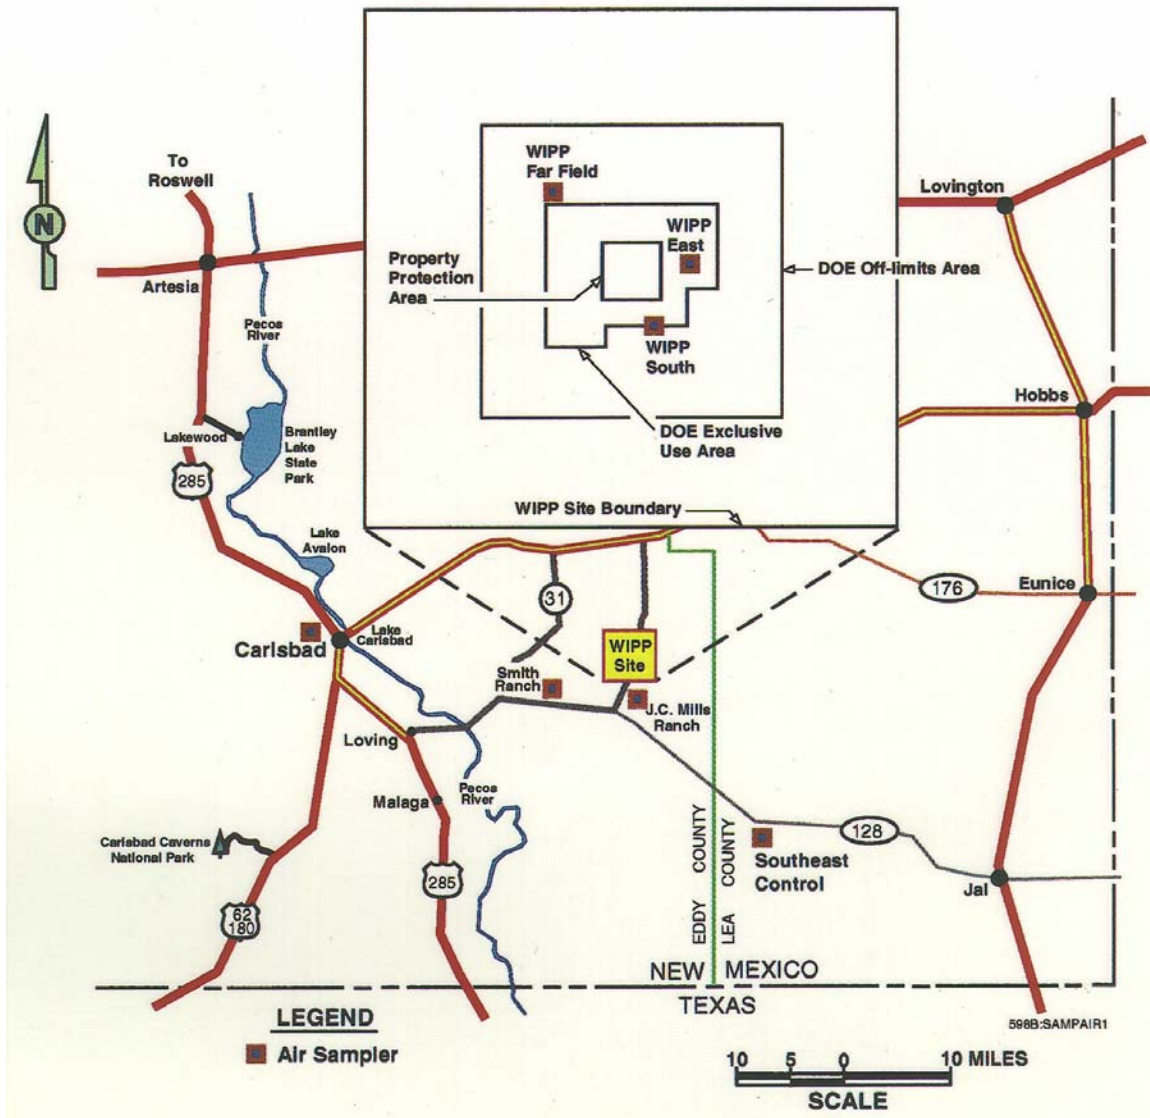 To
Roswell
N
Artesia
Pecos
River
Lakewood
Brantley
Lake
State
Park
285
Lake
Avalon
WIPP
Far Field
WIPP
East
Property
Protection
Area
DOE Off-limits Area
WIPP
South
DOE Exclusive
Use Area
WIPP Site Boundary
Lovington
Hobbs
176
Eunice
31
Carlsbad
Lake
Carlsbad
WIPP
Site
Smith
Ranch
J.C. Mills
Ranch
Loving
Malaga
Pecos
River
Carlsbad Caverns
National Park
285
62
180
128
Southeast
Control
Jal
EDDY COUNTY
LEA COUNTY
NEW MEXICO
TEXAS
598B:SAMPAIR1
LEGEND
Air Sampler
10 5 0 10 MILES
SCALE